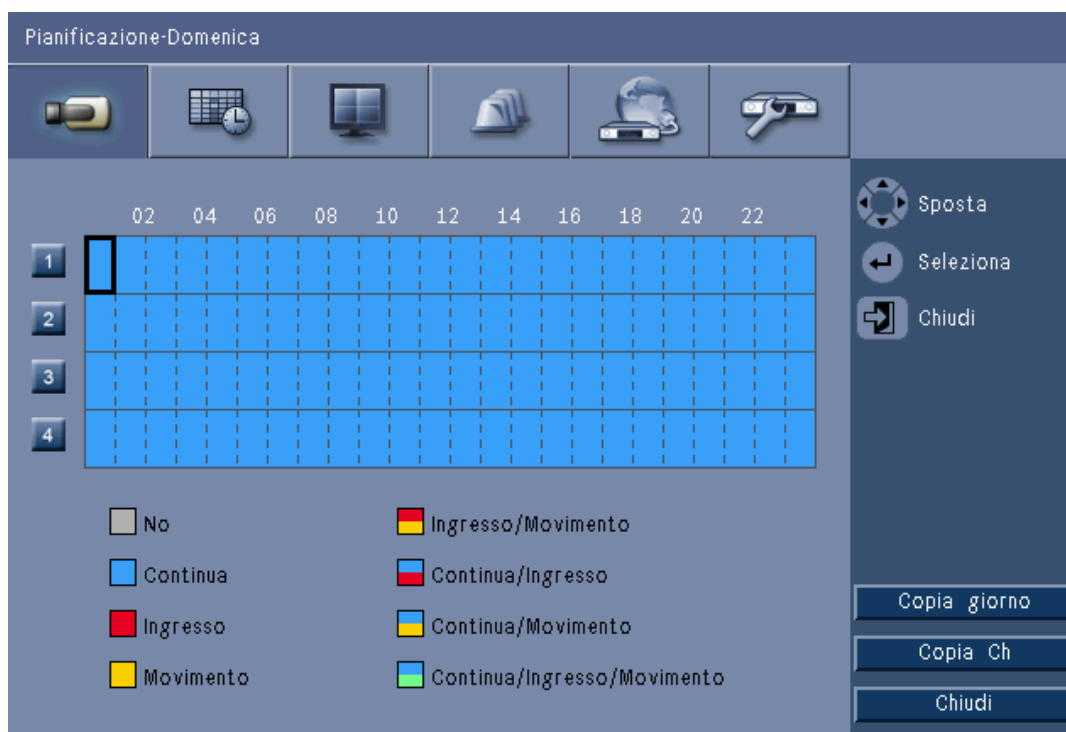 Pianificazione-Domenica
02 04 06 08 10 12 14 16 18 20 22
1
2
3
4
Sposta
Seleziona
Chiudi
No
Continua
Ingresso
Movimento
Ingresso/Movimento
Continua/Ingresso
Continua/Movimento
Continua/Ingresso/Movimento
Copia giorno
Copia Ch
Chiudi